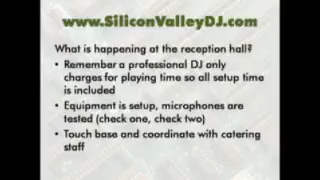 www.SiliconValleyDJ.com
What is happening at the reception hall?
• Remember a professional DJ only
charges for playing time so all setup time
is included
• Equipment is setup, microphones are
tested (check one, check two)
• Touch base and coordinate with catering
staff